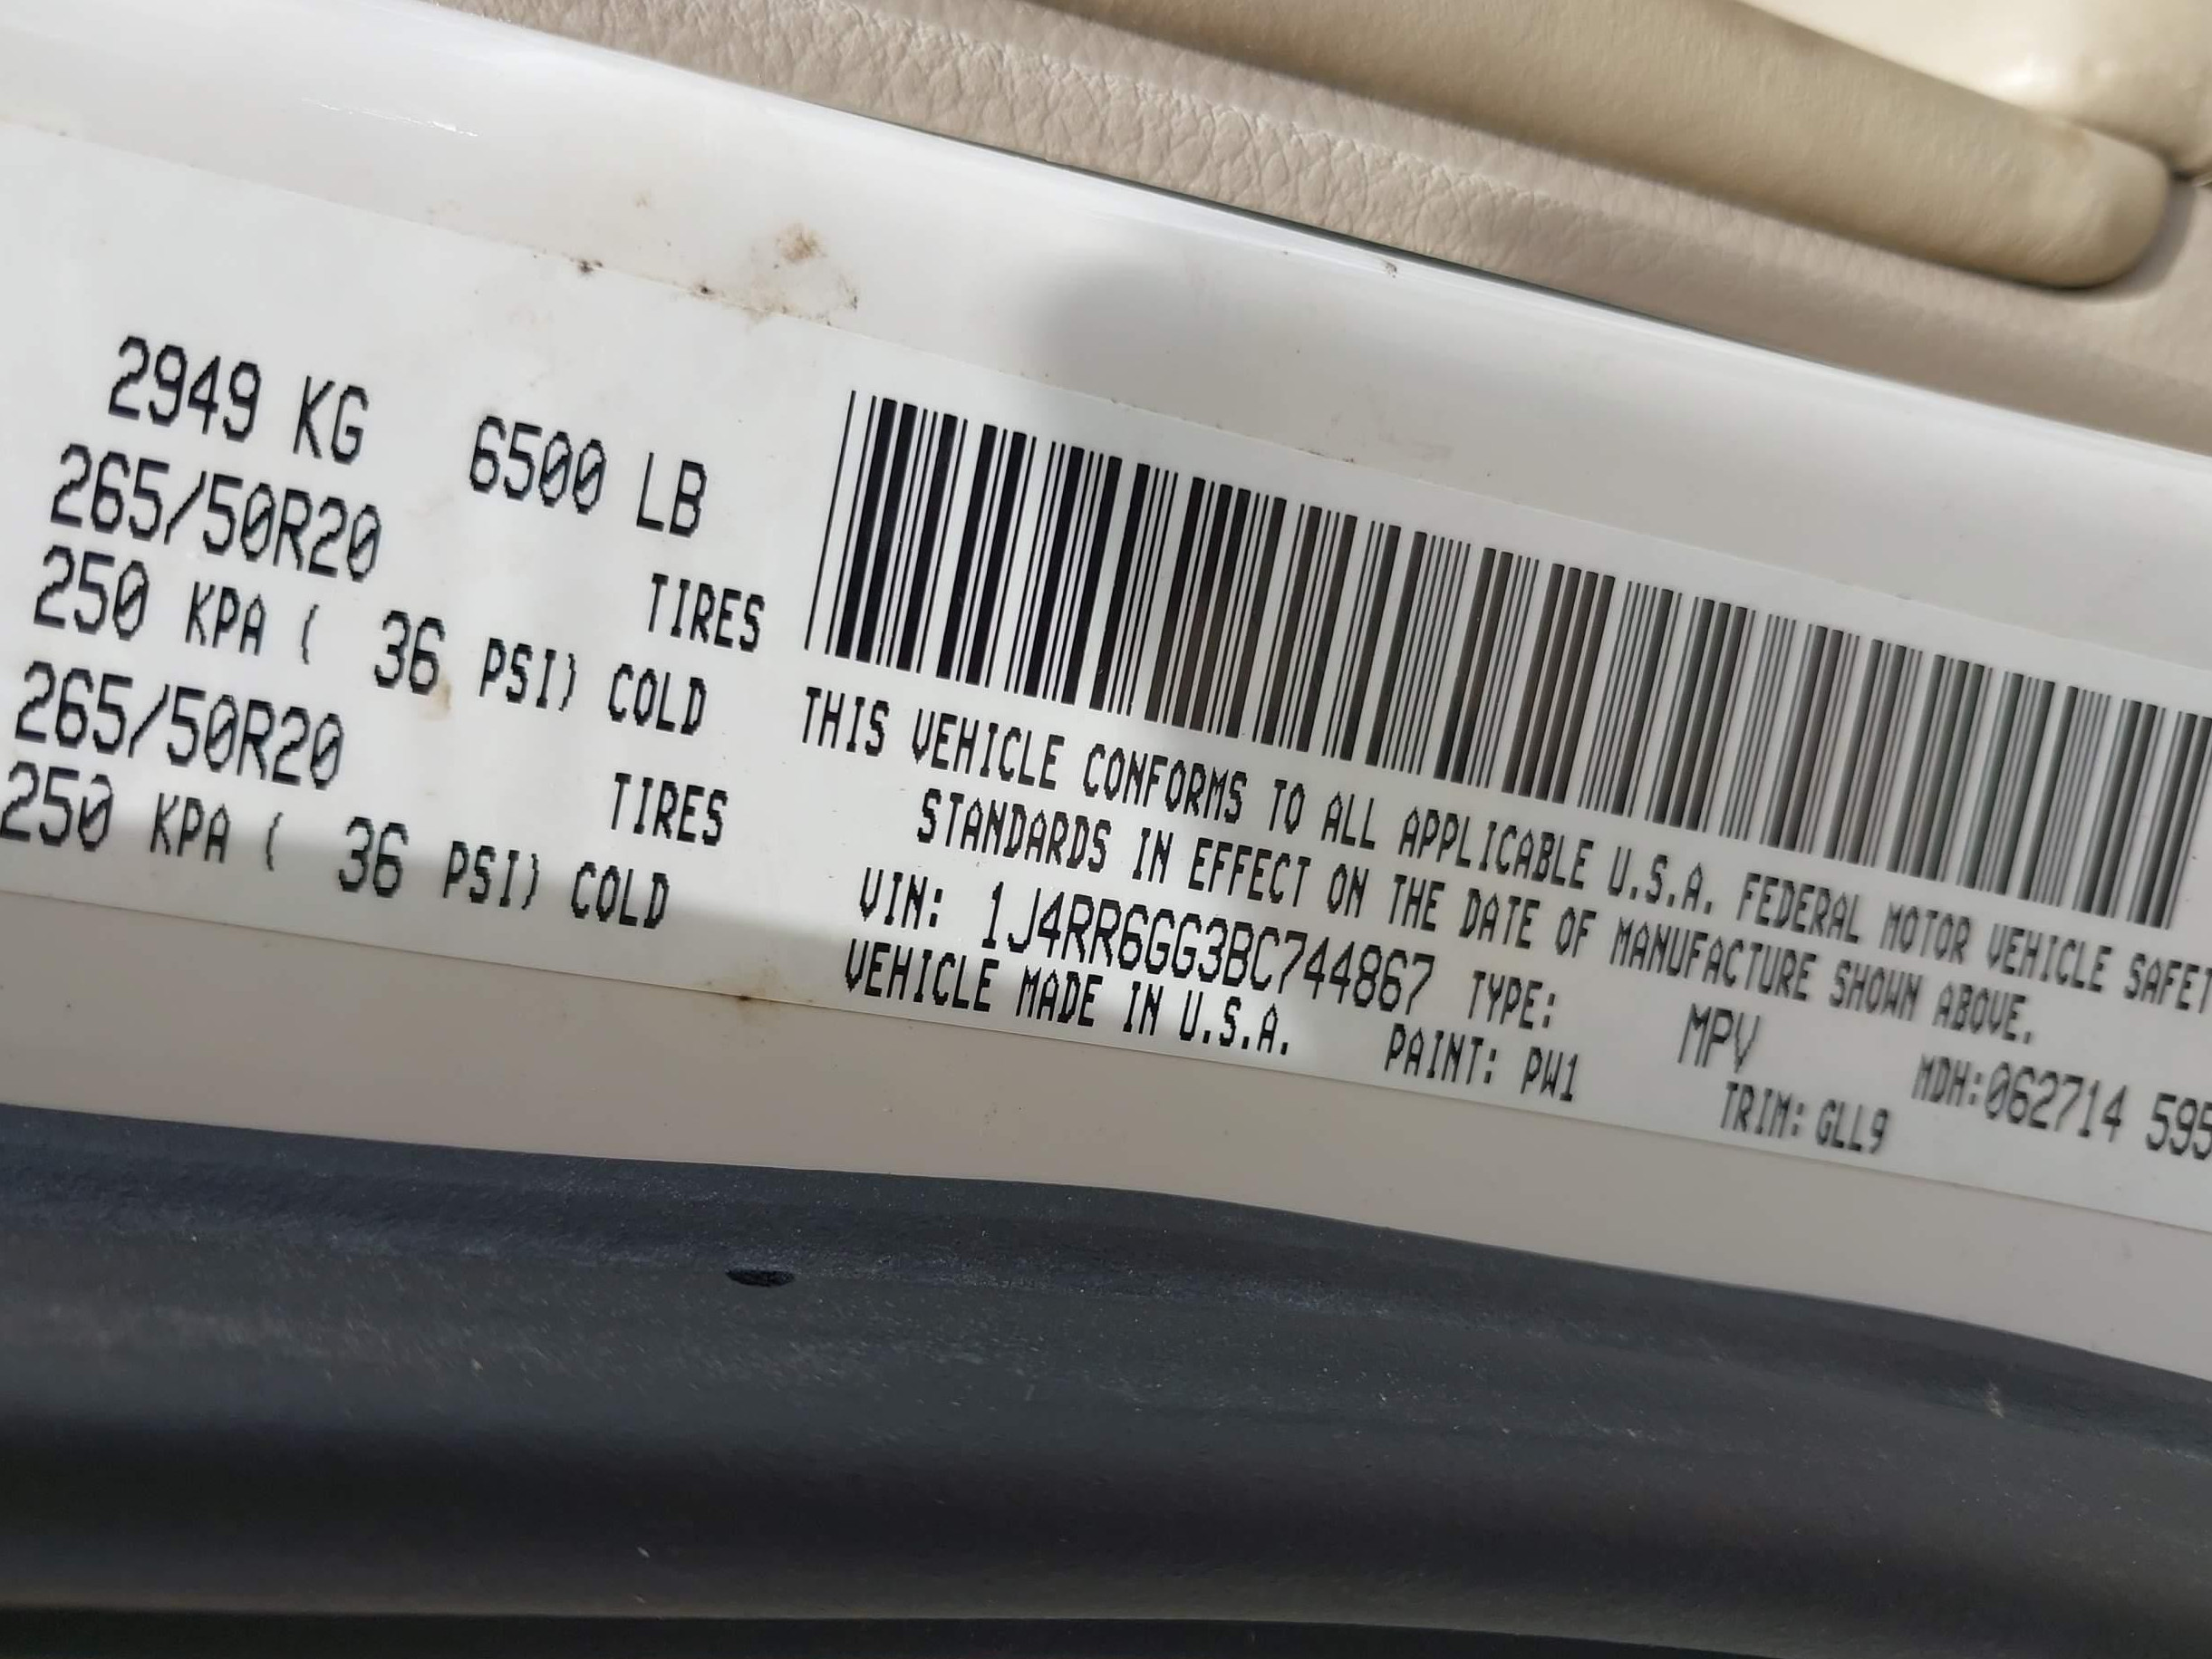 2949 KG 6500 LB
265/50R20 TIRES
250 KPA ( 36 PSI) COLD
265/50R20 TIRES
250 KPA ( 36 PSI) COLD
THIS VEHICLE CONFORMS TO ALL APPLICABLE U.S.A. FEDERAL MOTOR VEHICLE SAFET
STANDARDS IN EFFECT ON THE DATE OF MANUFACTURE SHOWN ABOVE.
VIN: 1J4RR6GG3BC744867 TYPE: MPV MDH:062714 595
VEHICLE MADE IN U.S.A. PAINT: PW1 TRIM: GLL9